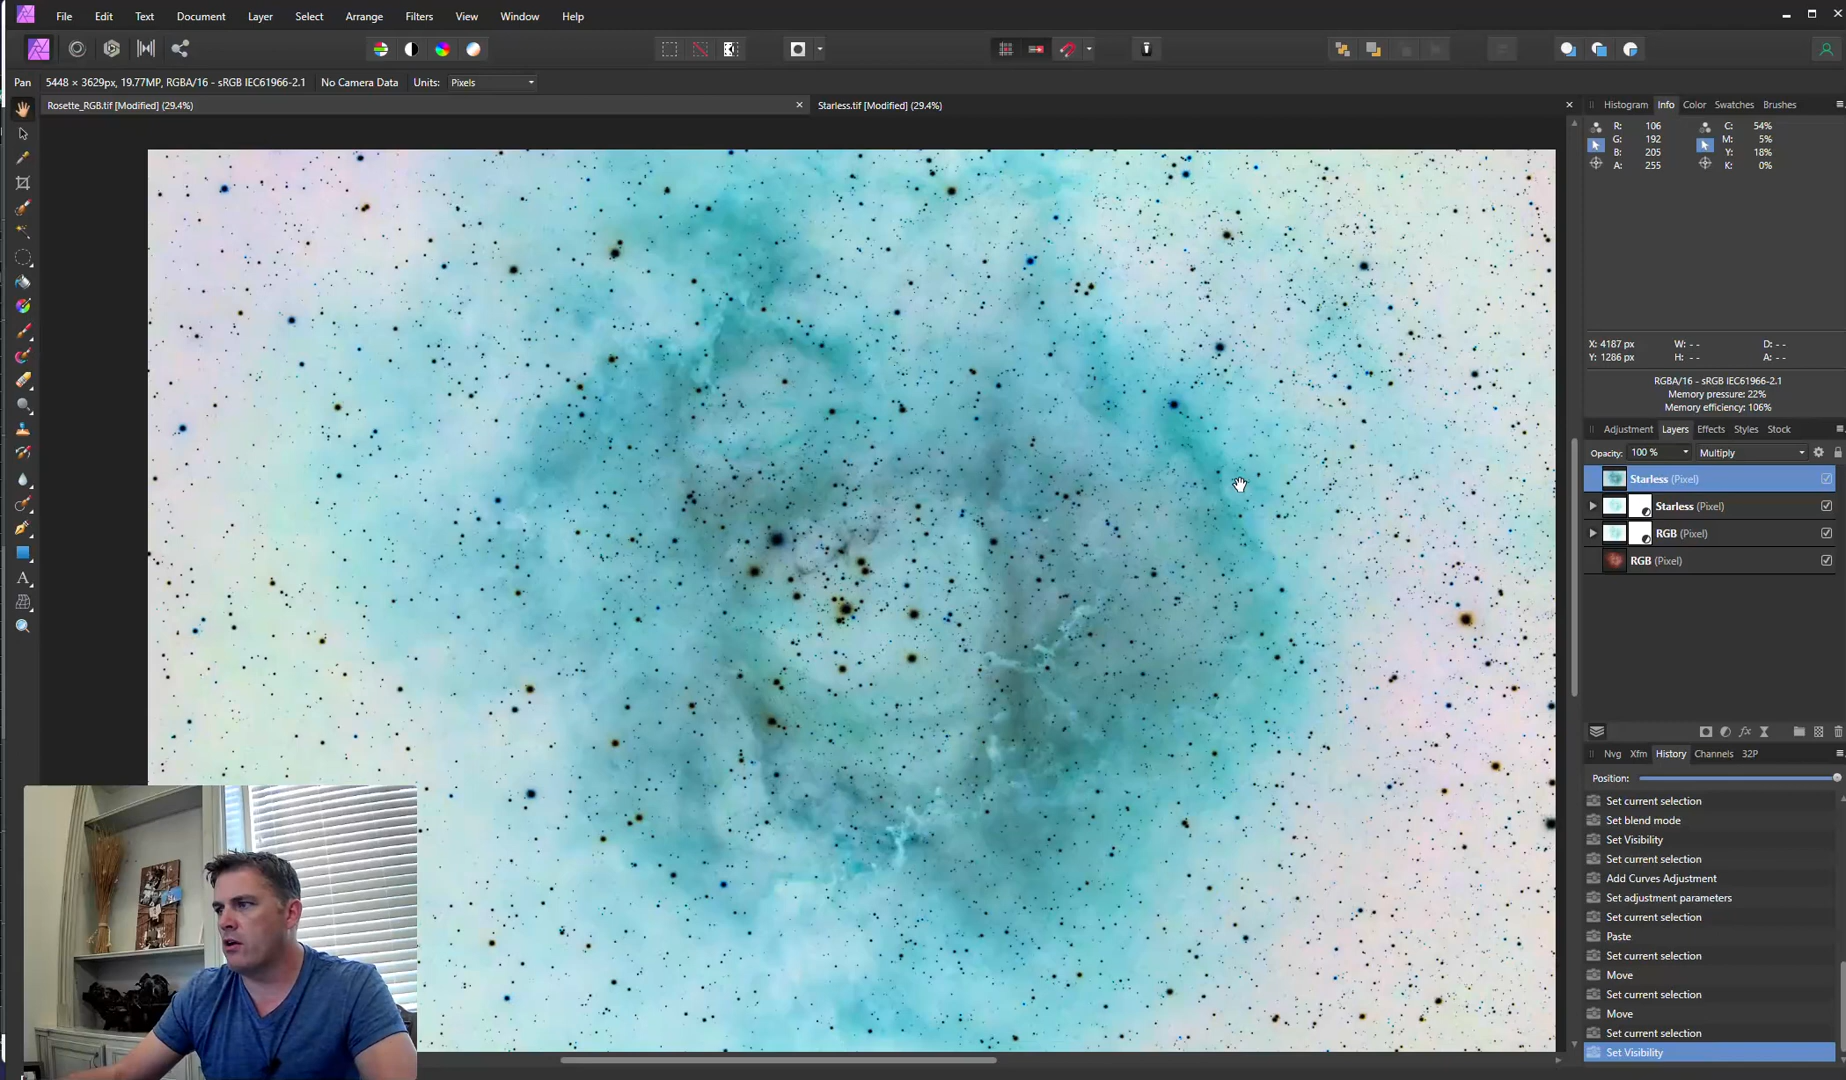 File Edit Text Document Layer Select Arrange Filters View Window Help
Pan 5448 × 3629px, 19.77MP, RGBA/16 - sRGB IEC61966-2.1 No Camera Data Units: Pixels
Rosette_RGB.tif [Modified] (29.4%) Starless.tif [Modified] (29.4%)
Histogram Info Color Swatches Brushes
R: 106 C: 54%
G: 192 M: 5%
B: 205 Y: 18%
A: 255 K: 0%
X: 4187 px W: - - D: - -
Y: 1286 px H: - - A: - -
RGBA/16 - sRGB IEC61966-2.1
Memory pressure: 22%
Memory efficiency: 106%
Adjustment Layers Effects Styles Stock
Opacity: 100 % Multiply
Starless (Pixel)
Starless (Pixel)
RGB (Pixel)
RGB (Pixel)
Nvg Xfm History Channels 32P
Position:
Set current selection
Set blend mode
Set Visibility
Set current selection
Add Curves Adjustment
Set adjustment parameters
Set current selection
Paste
Set current selection
Move
Set current selection
Move
Set current selection
Set Visibility